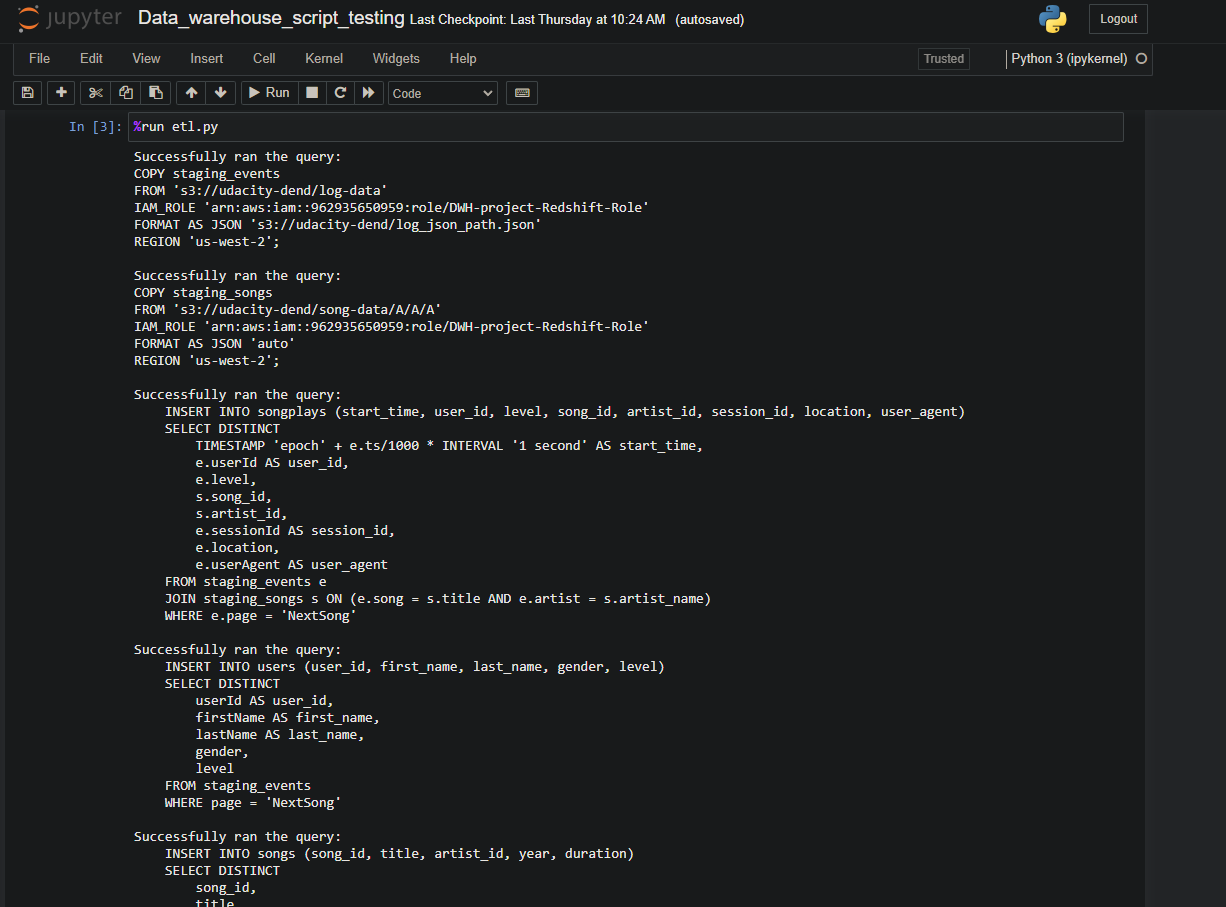 jupyter Data_warehouse_script_testing Last Checkpoint: Last Thursday at 10:24 AM (autosaved) Logout
File Edit View Insert Cell Kernel Widgets Help Trusted Python 3 (ipykernel)
Run Code
In [3]: %run etl.py
Successfully ran the query:
COPY staging_events
FROM 's3://udacity-dend/log-data'
IAM_ROLE 'arn:aws:iam::962935650959:role/DWH-project-Redshift-Role'
FORMAT AS JSON 's3://udacity-dend/log_json_path.json'
REGION 'us-west-2';
Successfully ran the query:
COPY staging_songs
FROM 's3://udacity-dend/song-data/A/A/A'
IAM_ROLE 'arn:aws:iam::962935650959:role/DWH-project-Redshift-Role'
FORMAT AS JSON 'auto'
REGION 'us-west-2';
Successfully ran the query:
INSERT INTO songplays (start_time, user_id, level, song_id, artist_id, session_id, location, user_agent)
SELECT DISTINCT
TIMESTAMP 'epoch' + e.ts/1000 * INTERVAL '1 second' AS start_time,
e.userId AS user_id,
e.level,
s.song_id,
s.artist_id,
e.sessionId AS session_id,
e.location,
e.userAgent AS user_agent
FROM staging_events e
JOIN staging_songs s ON (e.song = s.title AND e.artist = s.artist_name)
WHERE e.page = 'NextSong'
Successfully ran the query:
INSERT INTO users (user_id, first_name, last_name, gender, level)
SELECT DISTINCT
userId AS user_id,
firstName AS first_name,
lastName AS last_name,
gender,
level
FROM staging_events
WHERE page = 'NextSong'
Successfully ran the query:
INSERT INTO songs (song_id, title, artist_id, year, duration)
SELECT DISTINCT
song_id,
title